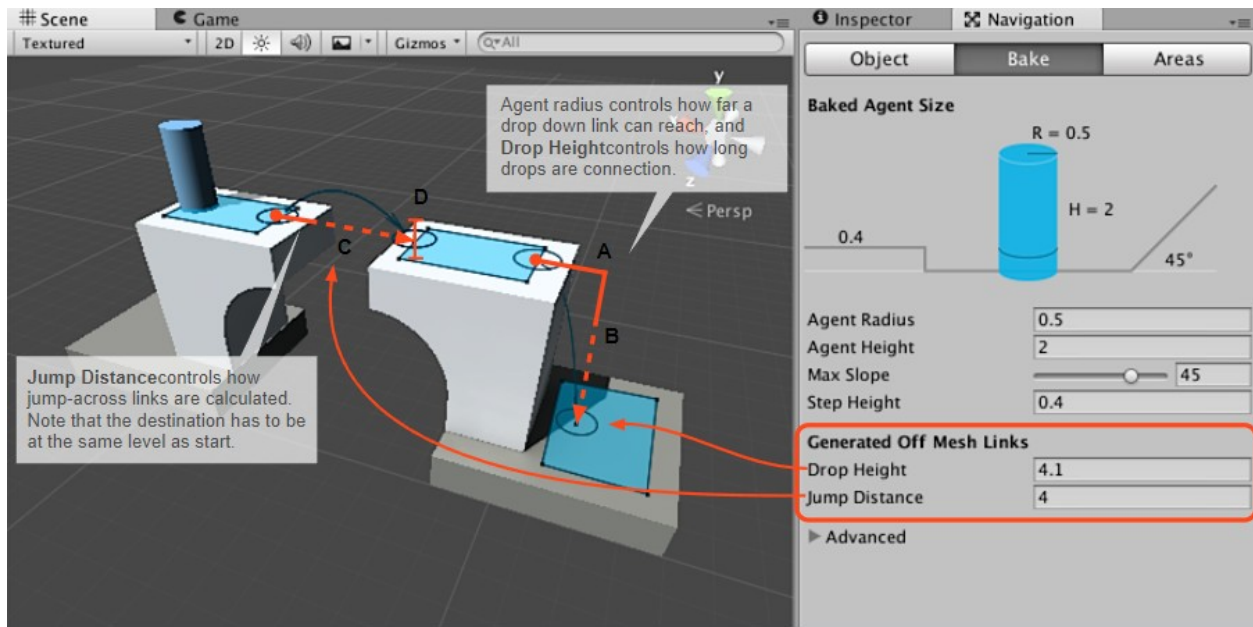 Scene
Game
Textured
2D
Gizmos
All
y
x
z
Persp
Agent radius controls how far a
drop down link can reach, and
Drop Heightcontrols how long
drops are connection.
D
C
A
B
Jump Distancecontrols how
jump-across links are calculated.
Note that the destination has to be
at the same level as start.
Inspector
Navigation
Object
Bake
Areas
Baked Agent Size
R = 0.5
H = 2
0.4
45°
Agent Radius 0.5
Agent Height 2
Max Slope 45
Step Height 0.4
Generated Off Mesh Links
Drop Height 4.1
Jump Distance 4
Advanced